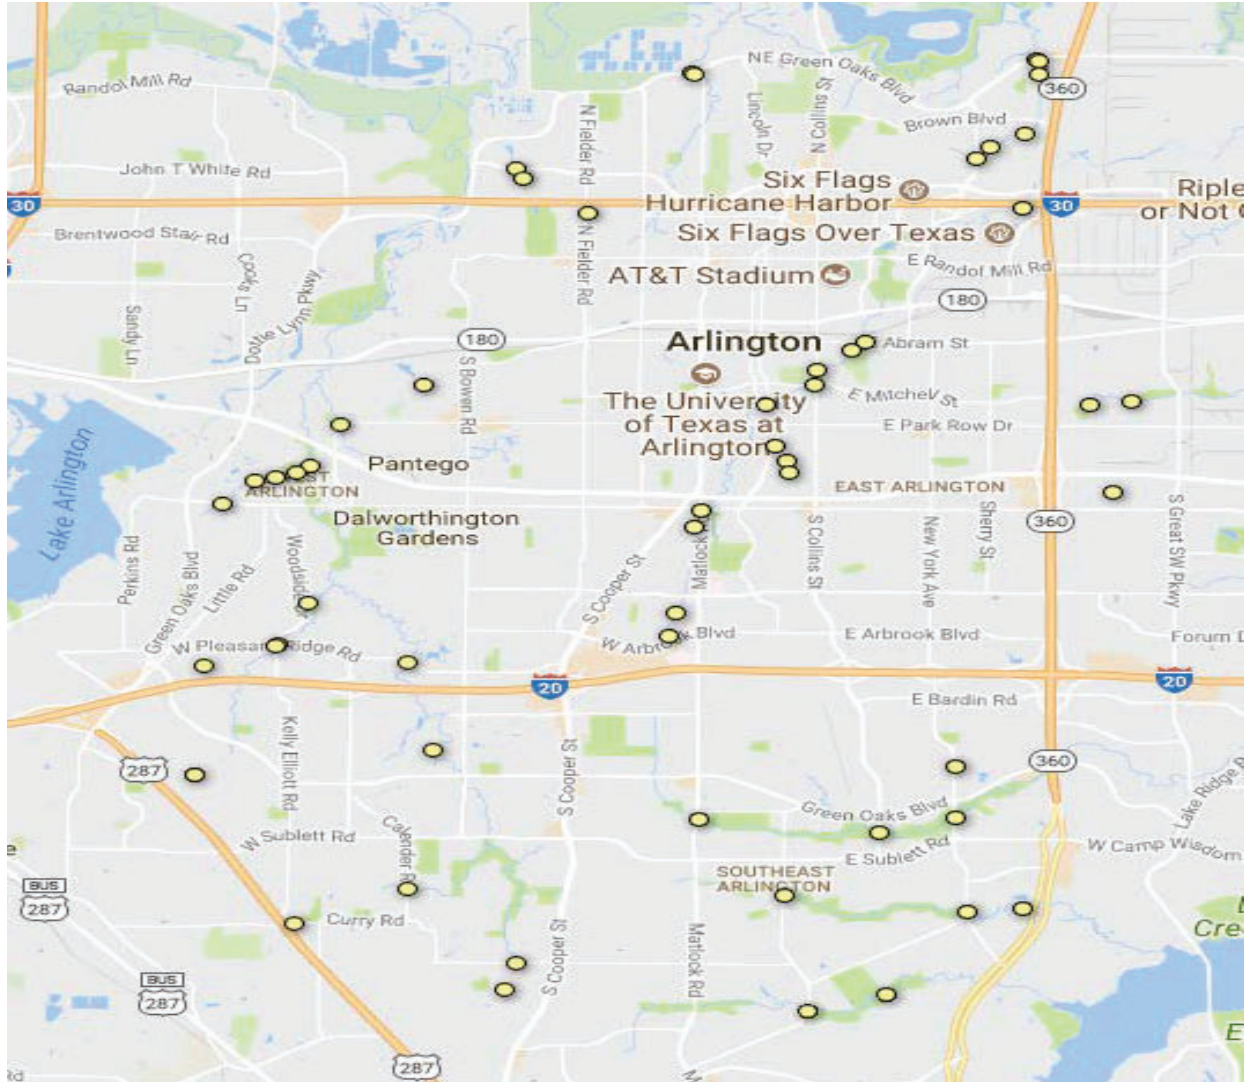 NE Green Oaks Blvd
360
Randol Mill Rd
Lincoln Dr
N Collins St
Brown Blvd
N Fielder Rd
John T White Rd
Six Flags
Hurricane Harbor
Riple
or Not
30
30
Brentwood Stair Rd
Six Flags Over Texas
N Fielder Rd
E Randol Mill Rd
AT&T Stadium
Cooks Ln
Dottie Lynn Pkwy
180
Sandy Ln
180
Arlington
Abram St
S Bowen Rd
The University
of Texas at
Arlington
E Mitchell St
E Park Row Dr
Lake Arlington
Pantego
ARLINGTON
EAST ARLINGTON
Dalworthington
Gardens
360
Perkins Rd
Green Oaks Blvd
Little Rd
Woodside
S Cooper St
Matlock
S Collins St
New York Ave
Sherry St
S Great SW Pkwy
W Pleasant Ridge Rd
W Arbrook Blvd
E Arbrook Blvd
Forum D
20
20
E Bardin Rd
Kelly Elliott Rd
S Cooper St
287
360
Green Oaks Blvd
Lake Ridge
W Sublett Rd
Calender Rd
E Sublett Rd
W Camp Wisdom
SOUTHEAST
ARLINGTON
BUS
287
Curry Rd
S Cooper St
Matlock Rd
Cre
BUS
287
E
287
Rd